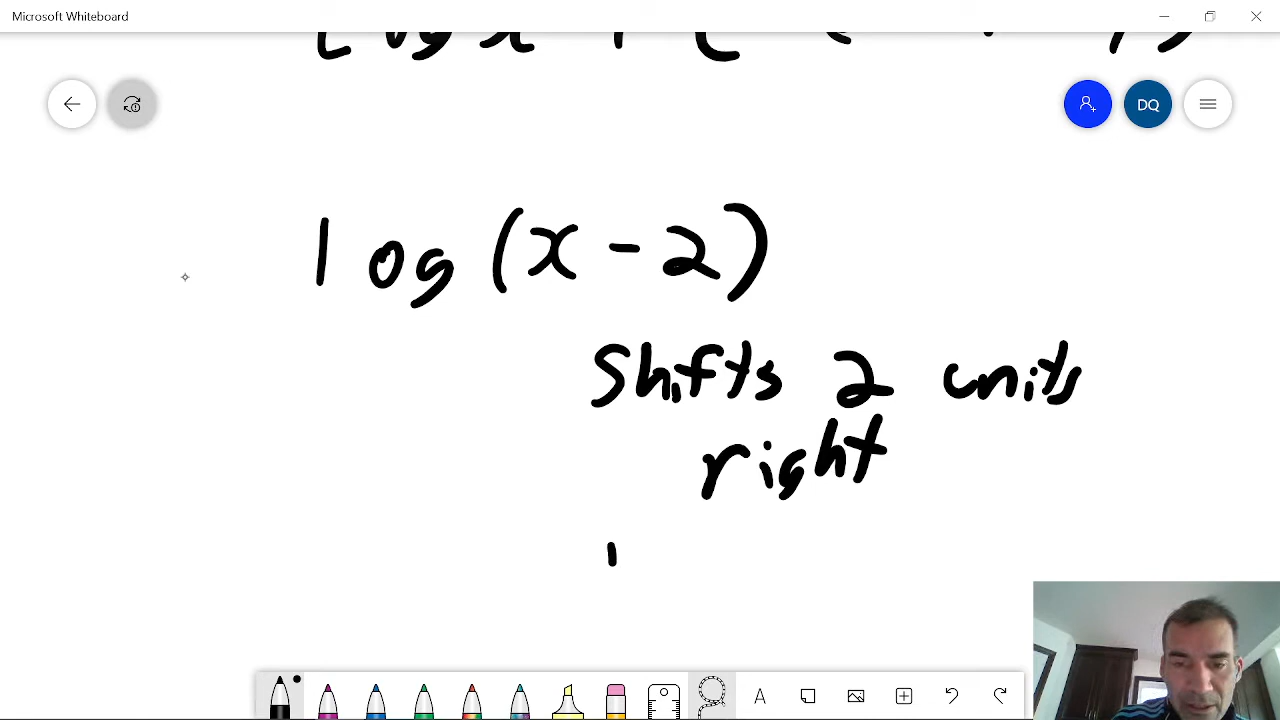 Microsoft Whiteboard
DQ
log (x - 2)
Shifts 2 units
right
A